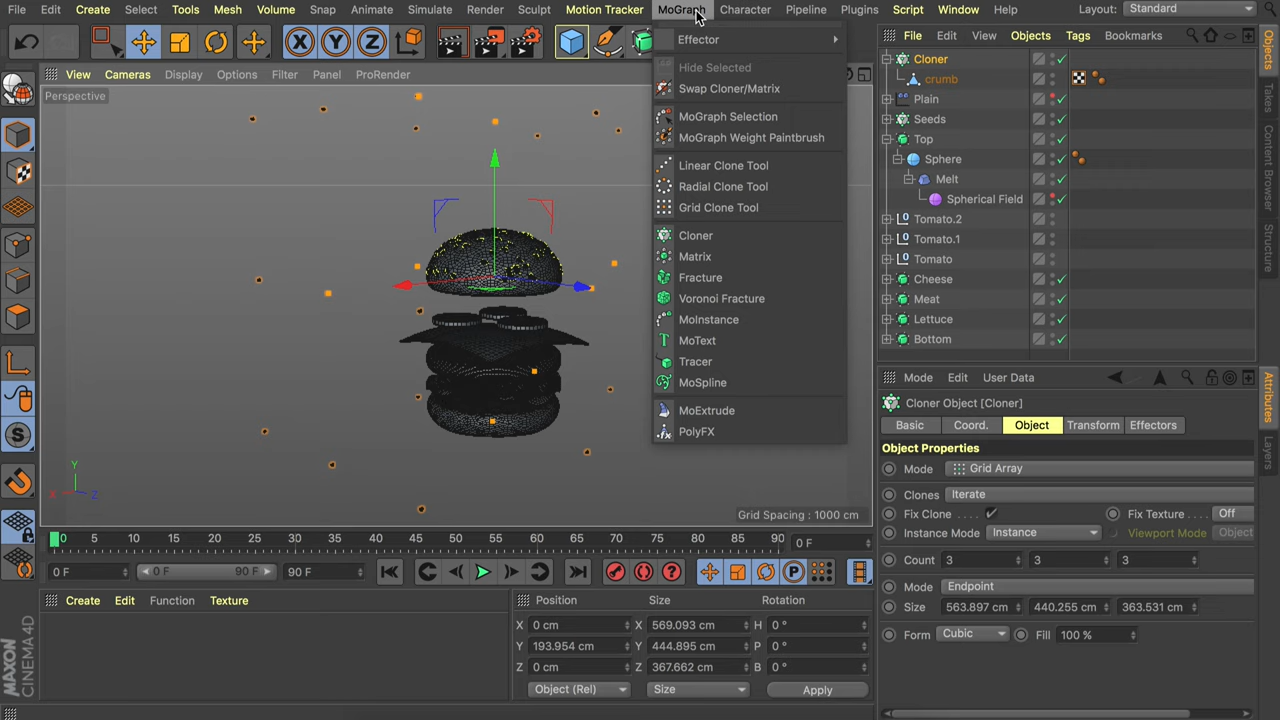 File Edit Create Select Tools Mesh Volume Snap Animate Simulate Render Sculpt Motion Tracker MoGraph Character Pipeline Plugins Script Window Help Layout: Standard
X Y Z
View Cameras Display Options Filter Panel ProRender
Perspective
Grid Spacing : 1000 cm
Y
X Z
Effector
Hide Selected
Swap Cloner/Matrix
MoGraph Selection
MoGraph Weight Paintbrush
Linear Clone Tool
Radial Clone Tool
Grid Clone Tool
Cloner
Matrix
Fracture
Voronoi Fracture
MoInstance
MoText
Tracer
MoSpline
MoExtrude
PolyFX
File Edit View Objects Tags Bookmarks
Cloner
crumb
Plain
Seeds
Top
Sphere
Melt
Spherical Field
Tomato.2
Tomato.1
Tomato
Cheese
Meat
Lettuce
Bottom
Objects
Takes
Content Browser
Structure
Mode Edit User Data
Cloner Object [Cloner]
Basic Coord. Object Transform Effectors
Object Properties
Mode Grid Array
Clones Iterate
Fix Clone . . . . Fix Texture . . Off
Instance Mode Instance Viewport Mode Object
Count 3 3 3
Mode Endpoint
Size 563.897 cm 440.255 cm 363.531 cm
Form Cubic Fill 100 %
Attributes
Layers
0 5 10 15 20 25 30 35 40 45 50 55 60 65 70 75 80 85 90 0 F
0 F 0 F 90 F 90 F
Create Edit Function Texture
Position Size Rotation
X 0 cm X 569.093 cm H 0 °
Y 193.954 cm Y 444.895 cm P 0 °
Z 0 cm Z 367.662 cm B 0 °
Object (Rel) Size Apply
MAXON
CINEMA 4D